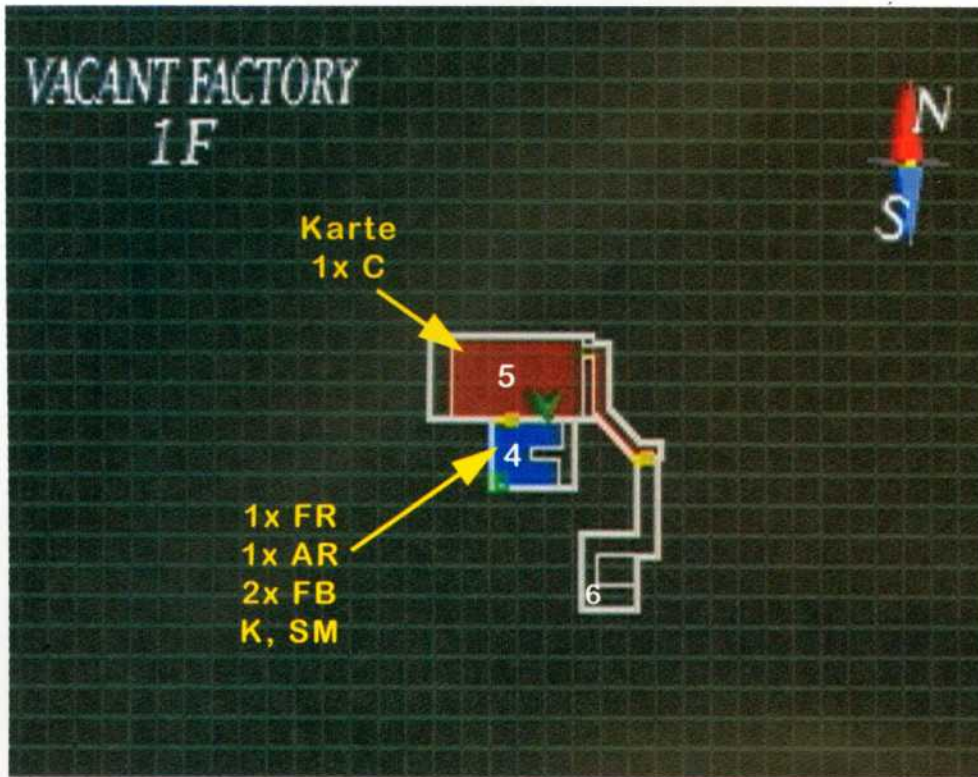 VACANT FACTORY
1F
N
S
Karte
1x C
5
4
1x FR
1x AR
2x FB
K, SM
6